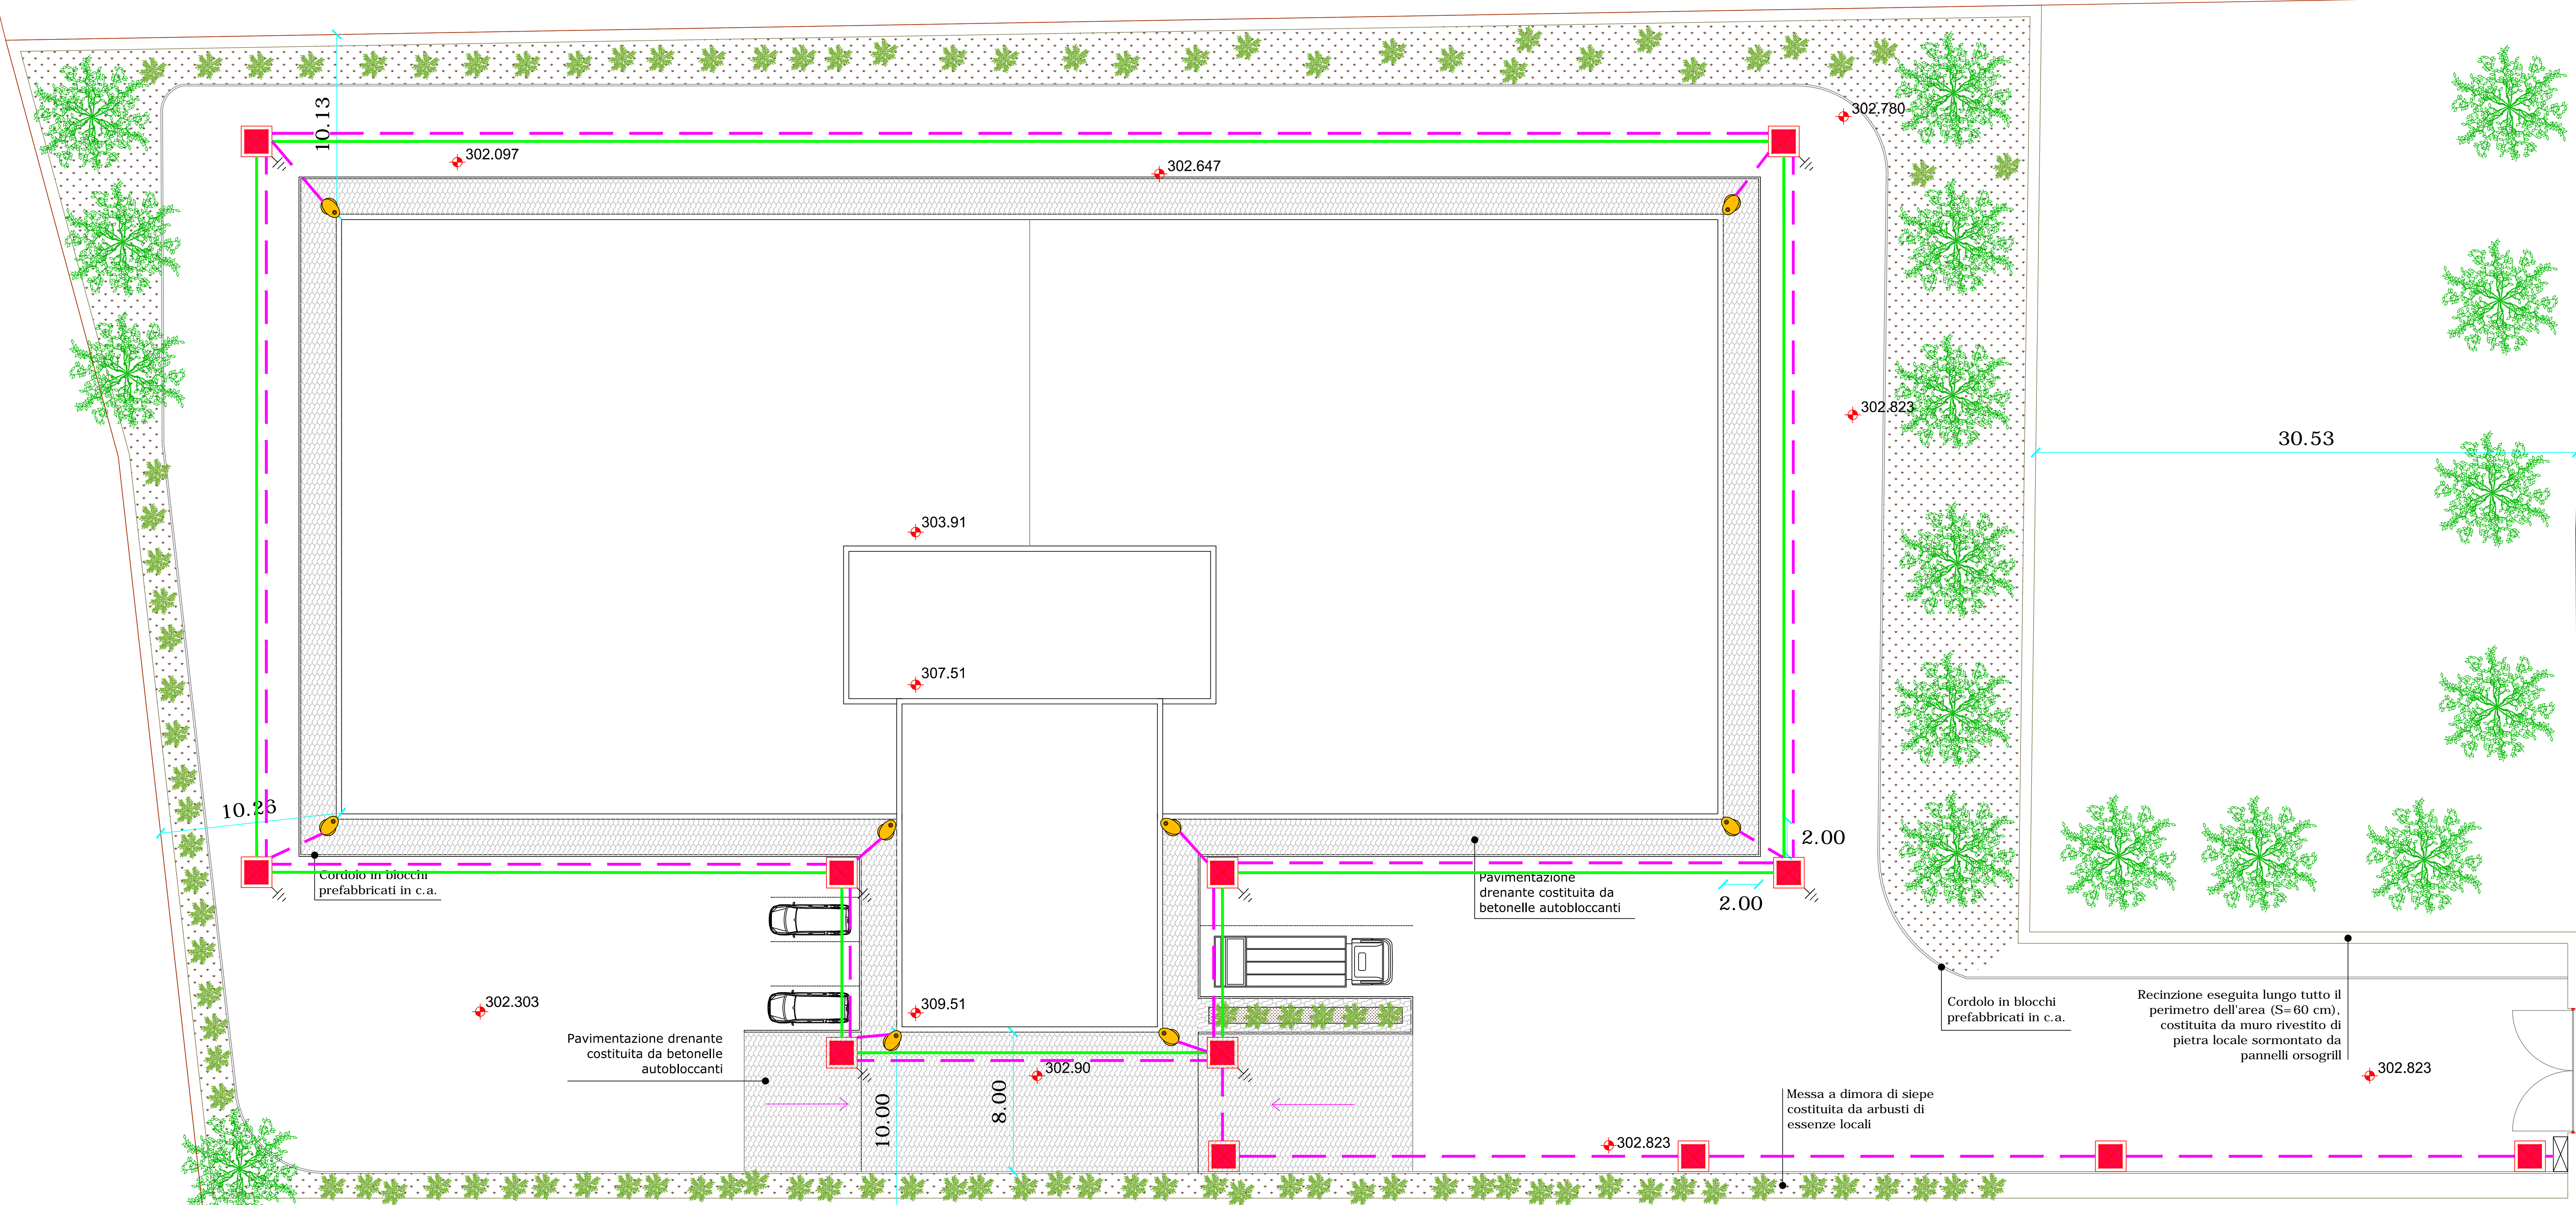 302.780
10.13
302.097
302.647
302.823
30.53
303.91
307.51
10.26
2.00
Cordolo in blocchi
prefabbricati in c.a.
Pavimentazione
drenante costituita da
betonelle autobloccanti
2.00
302.303
309.51
Cordolo in blocchi
prefabbricati in c.a.
Recinzione eseguita lungo tutto il
perimetro dell'area (S=60 cm),
costituita da muro rivestito di
pietra locale sormontato da
pannelli orsogrill
Pavimentazione drenante
costituita da betonelle
autobloccanti
302.90
302.823
10.00
8.00
Messa a dimora di siepe
costituita da arbusti di
essenze locali
302.823